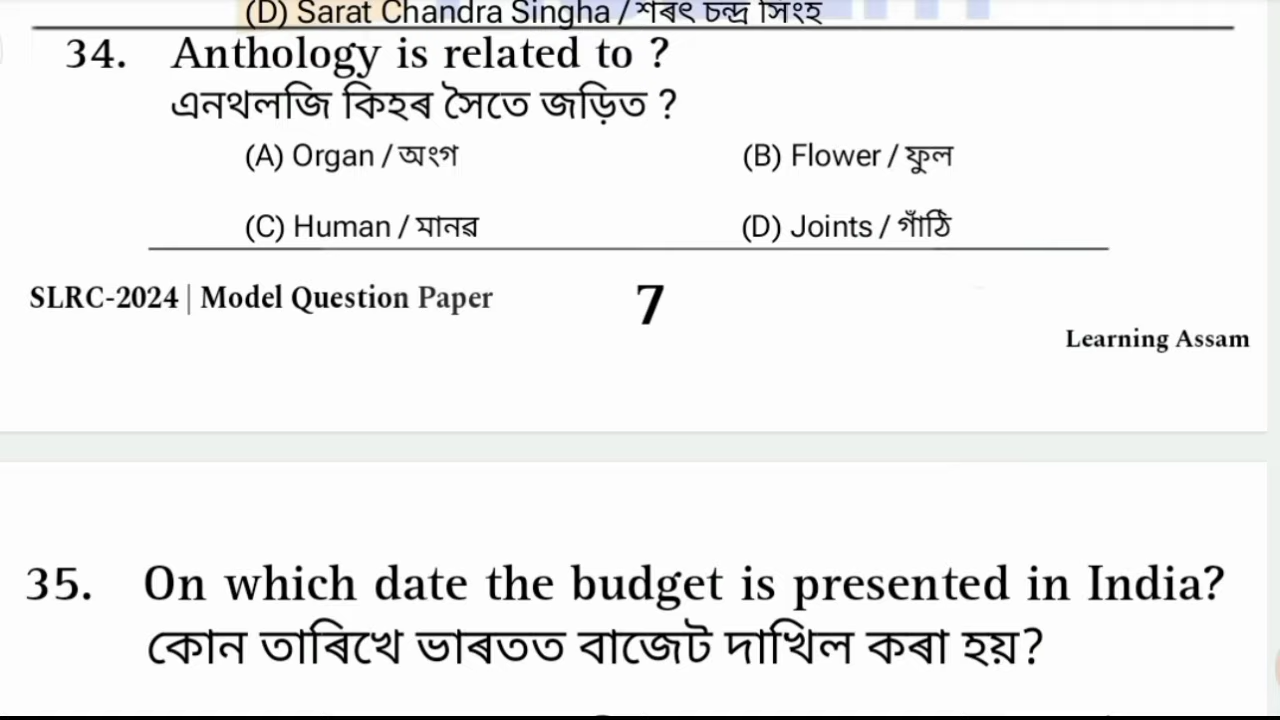 (D) Sarat Chandra Singha / শৰৎ চন্দ্ৰ সিংহ
34. Anthology is related to ?
এনথলজি কিহৰ সৈতে জড়িত ?
(A) Organ / অংগ (B) Flower / ফুল
(C) Human / মানৱ (D) Joints / গাঁঠি
SLRC-2024 | Model Question Paper 7
Learning Assam
35. On which date the budget is presented in India?
কোন তাৰিখে ভাৰতত বাজেট দাখিল কৰা হয়?